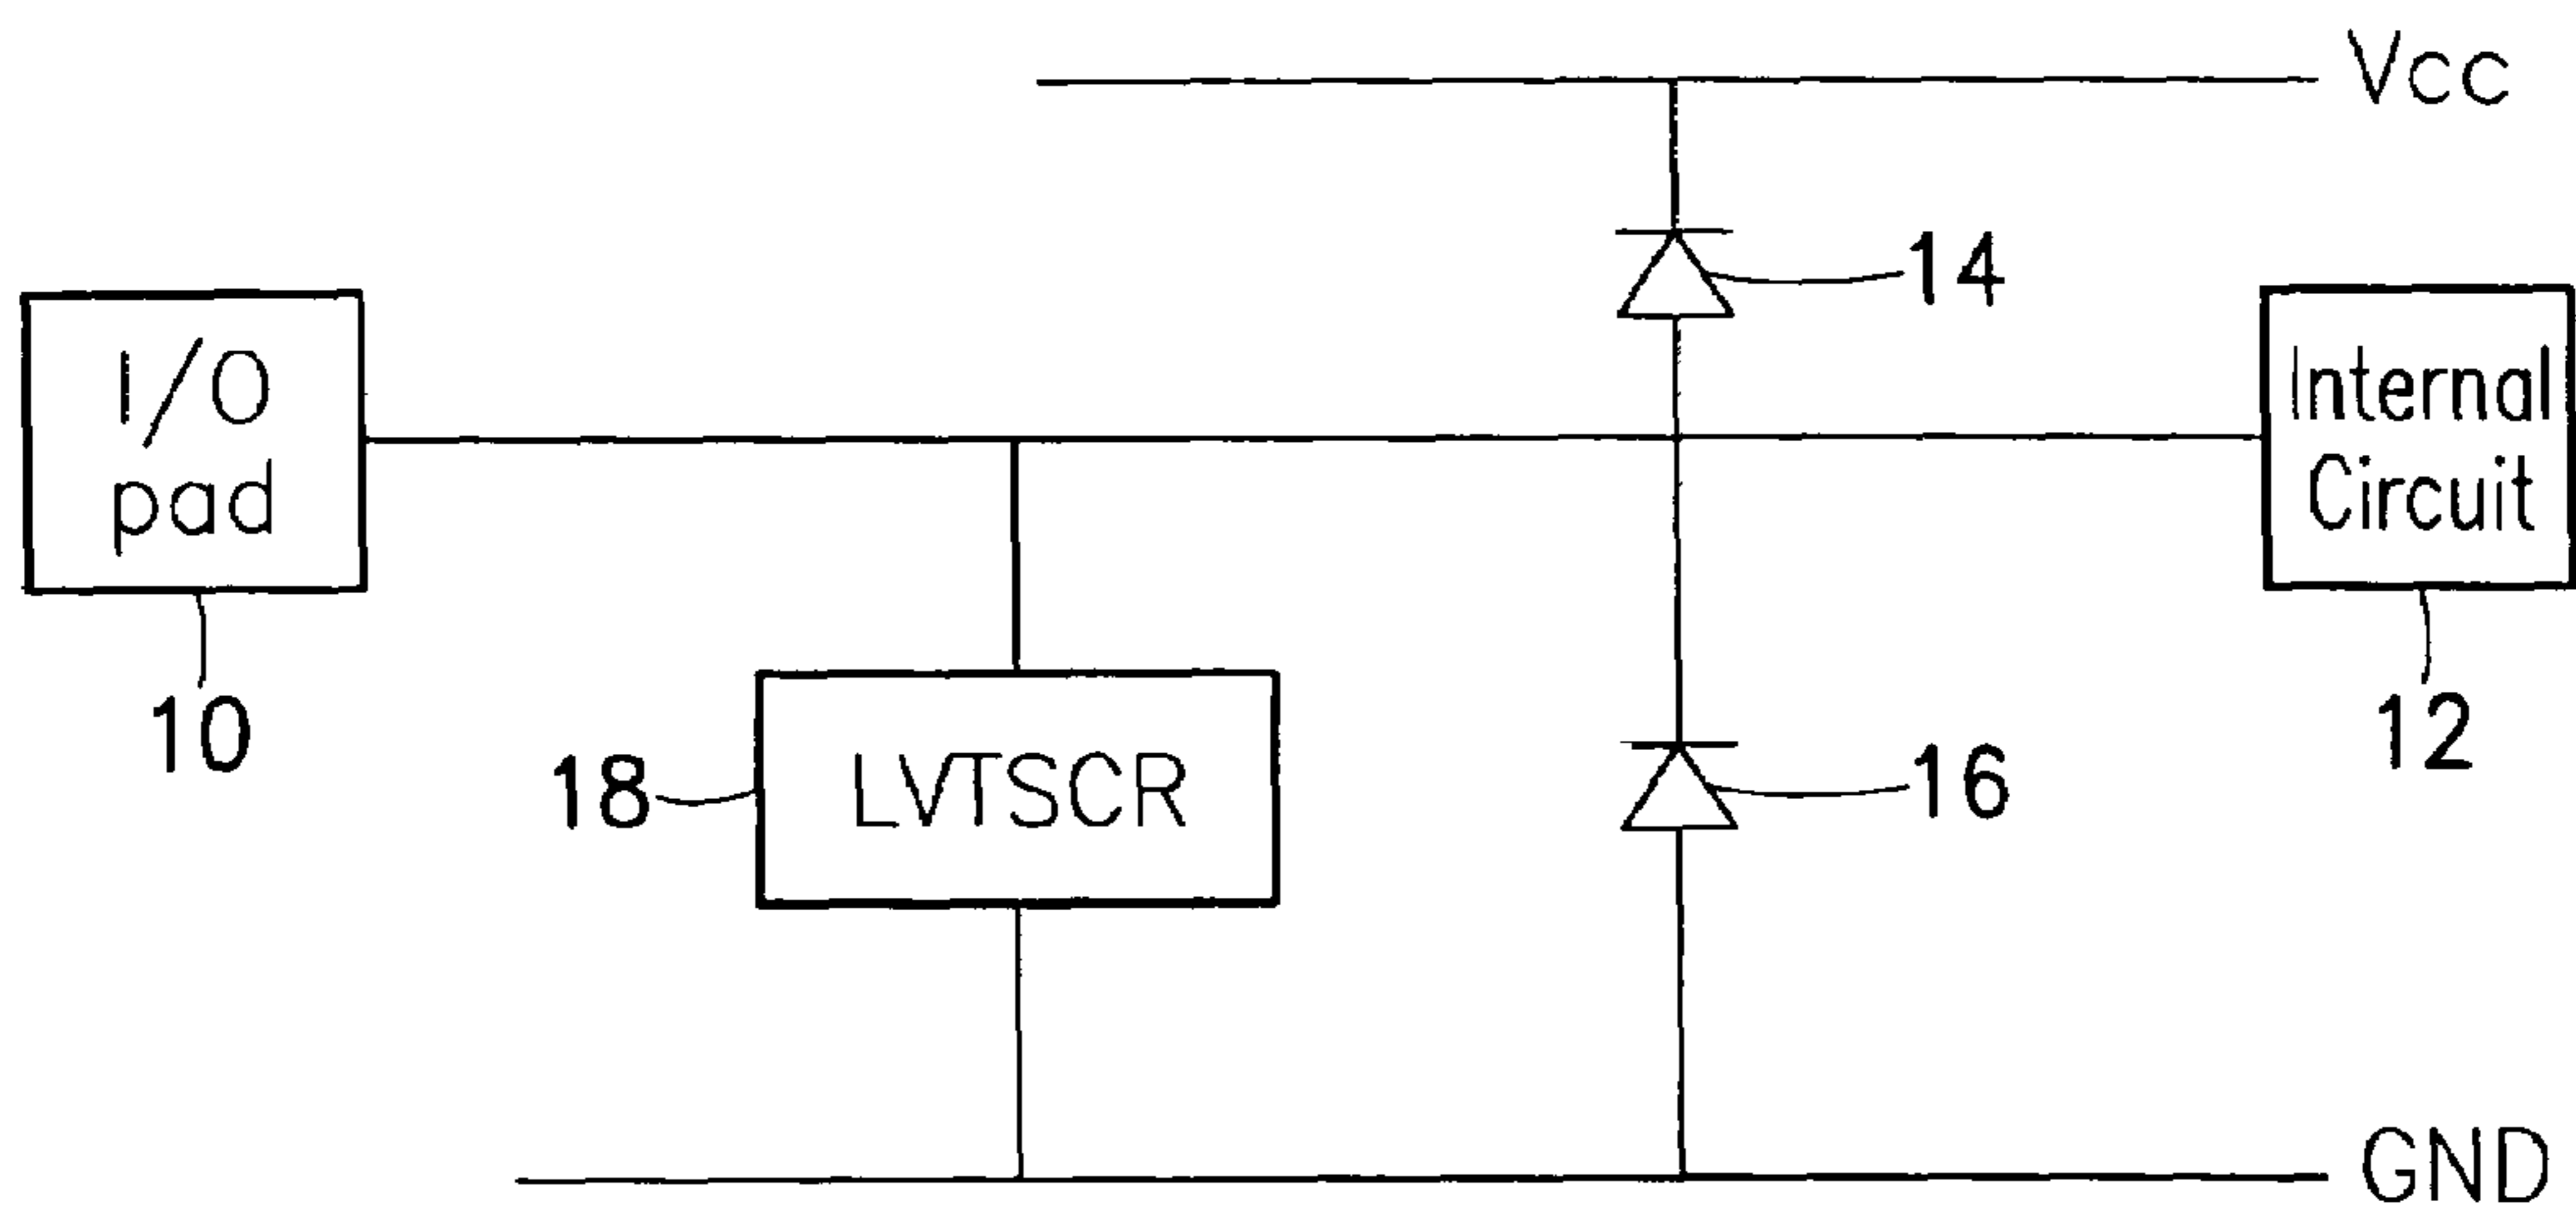 Vcc
14
I/O
pad
Internal
Circuit
10
12
18
LVTSCR
16
GND